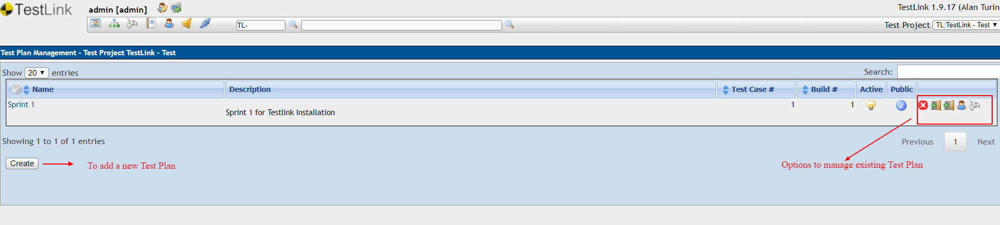 TestLink
admin [admin]
TestLink 1.9.17 (Alan Turin
TL-
Test Project TL:TestLink - Test
Test Plan Management - Test Project TestLink - Test
Show 20 entries
Search:
Name Description Test Case # Build # Active Public
Sprint 1 1 1
Sprint 1 for Testlink Installation
Showing 1 to 1 of 1 entries
Previous 1 Next
Create To add a new Test Plan
Options to manage existing Test Plan